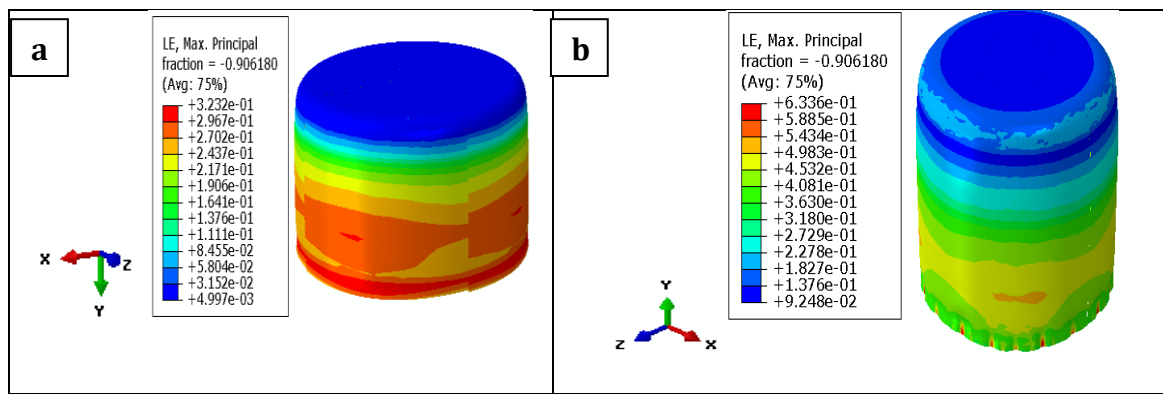 a
LE, Max. Principal
fraction = -0.906180
(Avg: 75%)
+3.232e-01
+2.967e-01
+2.702e-01
+2.437e-01
+2.171e-01
+1.906e-01
+1.641e-01
+1.376e-01
+1.111e-01
+8.455e-02
+5.804e-02
+3.152e-02
+4.997e-03
X
Z
Y
b
LE, Max. Principal
fraction = -0.906180
(Avg: 75%)
+6.336e-01
+5.885e-01
+5.434e-01
+4.983e-01
+4.532e-01
+4.081e-01
+3.630e-01
+3.180e-01
+2.729e-01
+2.278e-01
+1.827e-01
+1.376e-01
+9.248e-02
Y
Z
X